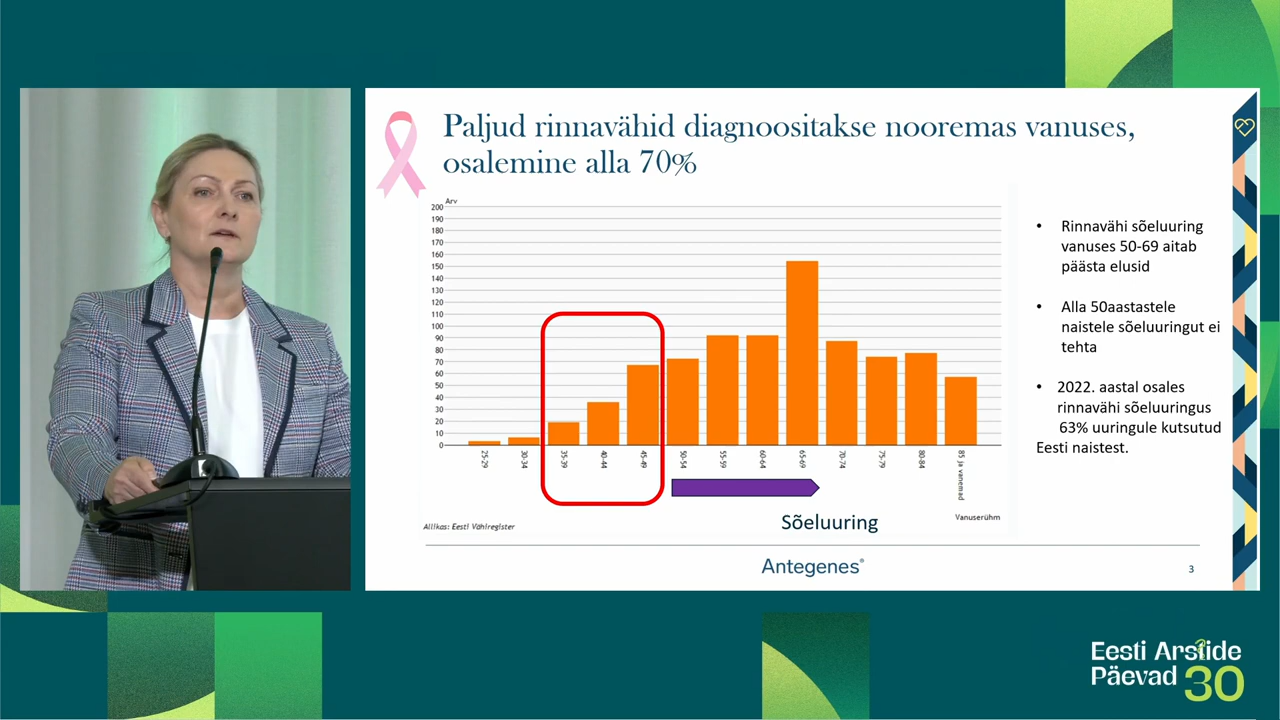 Paljud rinnavähid diagnoositakse nooremas vanuses,
osalemine alla 70%
Arv
200
190
180
170
160
150
140
130
120
110
100
90
80
70
60
50
40
30
20
10
0
25-29
30-34
35-39
40-44
45-49
50-54
55-59
60-64
65-69
70-74
75-79
80-84
85 ja vanemad
Vanuserühm
Sõeluuring
Allikas: Eesti Vähiregister
• Rinnavähi sõeluuring
vanuses 50-69 aitab
päästa elusid
• Alla 50aastastele
naistele sõeluuringut ei
tehta
• 2022. aastal osales
rinnavähi sõeluuringus
63% uuringule kutsutud
Eesti naistest.
Antegenes®
3
Eesti Arstide
Päevad 30